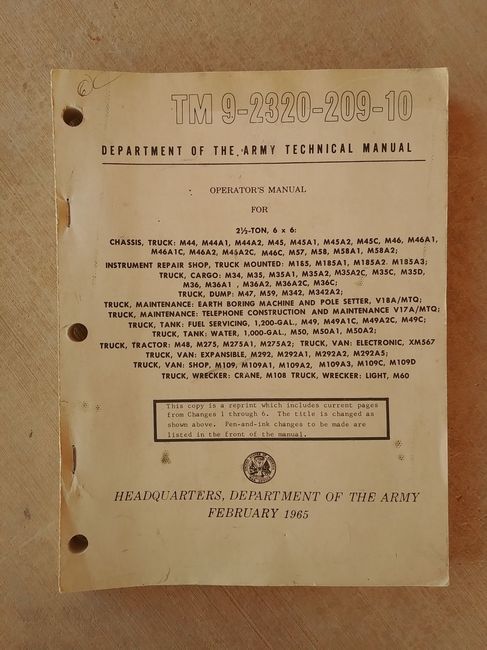 6C
TM 9-2320-209-10
DEPARTMENT OF THE ARMY TECHNICAL MANUAL
OPERATOR'S MANUAL
FOR
2½-TON, 6 x 6:
CHASSIS, TRUCK: M44, M44A1, M44A2, M45, M45A1, M45A2, M45C, M46, M46A1,
M46A1C, M46A2, M46A2C, M46C, M57, M58, M58A1, M58A2;
INSTRUMENT REPAIR SHOP, TRUCK MOUNTED: M185, M185A1, M185A2. M185A3;
TRUCK, CARGO: M34, M35, M35A1, M35A2, M35A2C, M35C, M35D,
M36, M36A1 , M36A2, M36A2C, M36C;
TRUCK, DUMP: M47, M59, M342, M342A2;
TRUCK, MAINTENANCE: EARTH BORING MACHINE AND POLE SETTER, V18A/MTQ;
TRUCK, MAINTENANCE: TELEPHONE CONSTRUCTION AND MAINTENANCE V17A/MTQ;
TRUCK, TANK: FUEL SERVICING, 1,200-GAL., M49, M49A1C, M49A2C, M49C;
TRUCK, TANK: WATER, 1,000-GAL., M50, M50A1, M50A2;
TRUCK, TRACTOR: M48, M275, M275A1, M275A2; TRUCK, VAN: ELECTRONIC, XM567
TRUCK, VAN: EXPANSIBLE, M292, M292A1, M292A2, M292A5;
TRUCK, VAN: SHOP, M109, M109A1, M109A2, M109A3, M109C, M109D
TRUCK, WRECKER: CRANE, M108 TRUCK, WRECKER: LIGHT, M60
This copy is a reprint which includes current pages
from Changes 1 through 6. The title is changed as
shown above. Pen-and-ink changes to be made are
listed in the front of the manual.
HEADQUARTERS, DEPARTMENT OF THE ARMY
FEBRUARY 1965